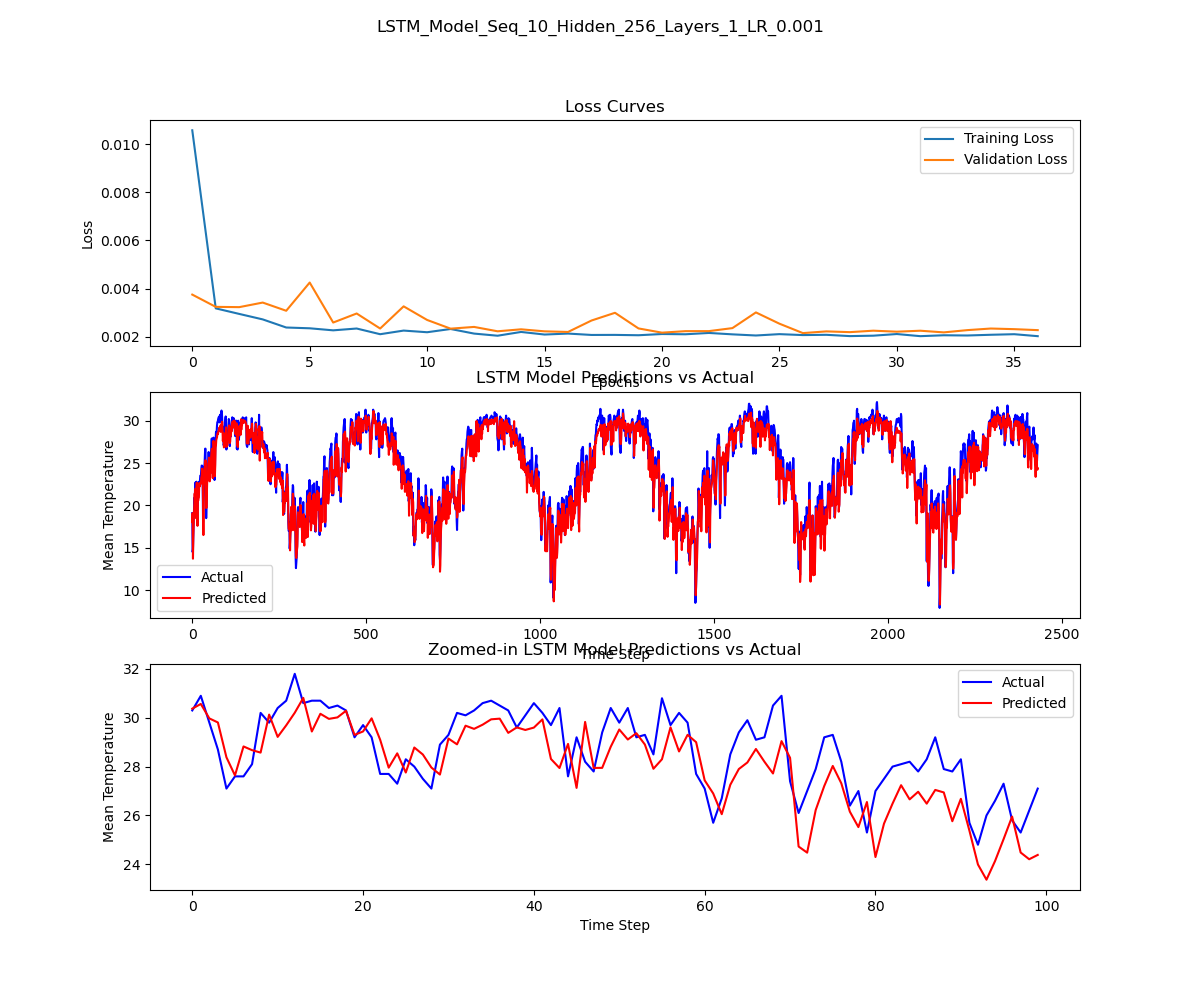 LSTM_Model_Seq_10_Hidden_256_Layers_1_LR_0.001
Loss Curves
0.010
0.008
0.006
0.004
0.002
Loss
Training Loss
Validation Loss
0 5 10 15 20 25 30 35
Epochs
LSTM Model Predictions vs Actual
30
25
20
15
10
Mean Temperature
Actual
Predicted
0 500 1000 1500 2000 2500
Time Step
Zoomed-in LSTM Model Predictions vs Actual
32
30
28
26
24
Mean Temperature
Actual
Predicted
0 20 40 60 80 100
Time Step